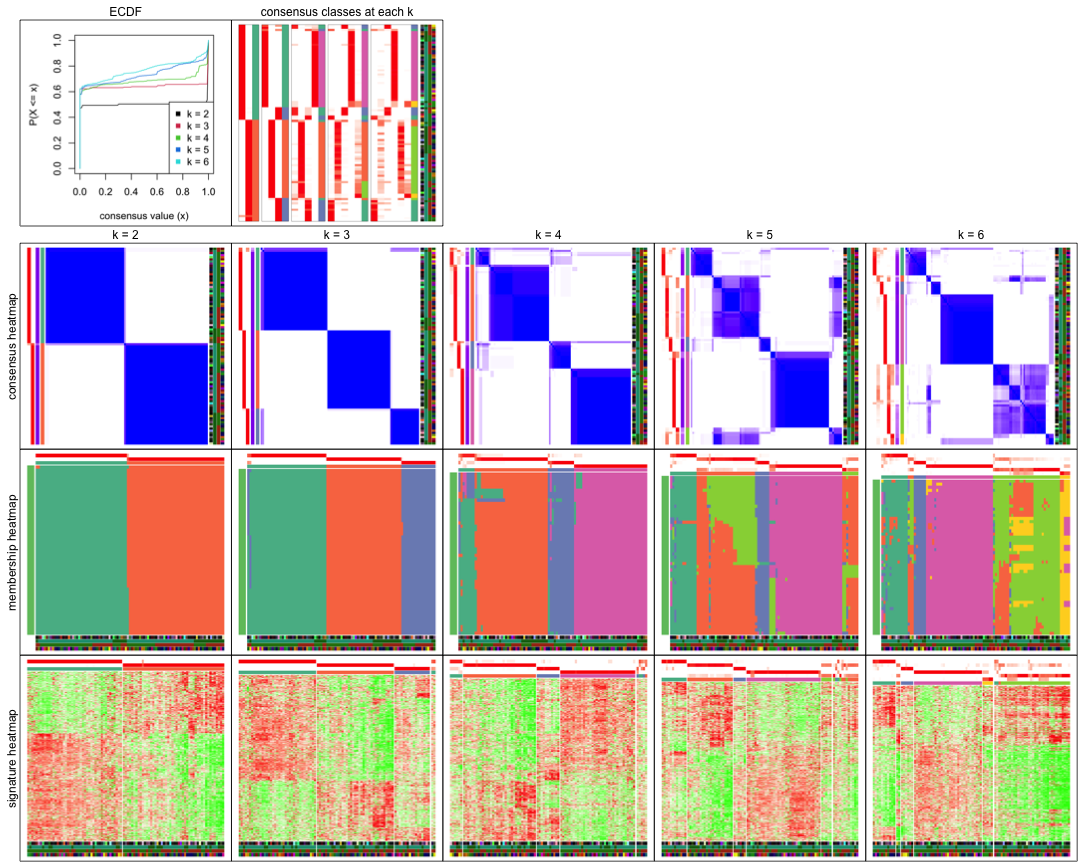 ECDF
consensus classes at each k
P(X <= x)
1.0
0.8
0.6
0.4
0.2
0.0
k = 2
k = 3
k = 4
k = 5
k = 6
0.0 0.2 0.4 0.6 0.8 1.0
consensus value (x)
k = 2 k = 3 k = 4 k = 5 k = 6
consensus heatmap
membership heatmap
signature heatmap